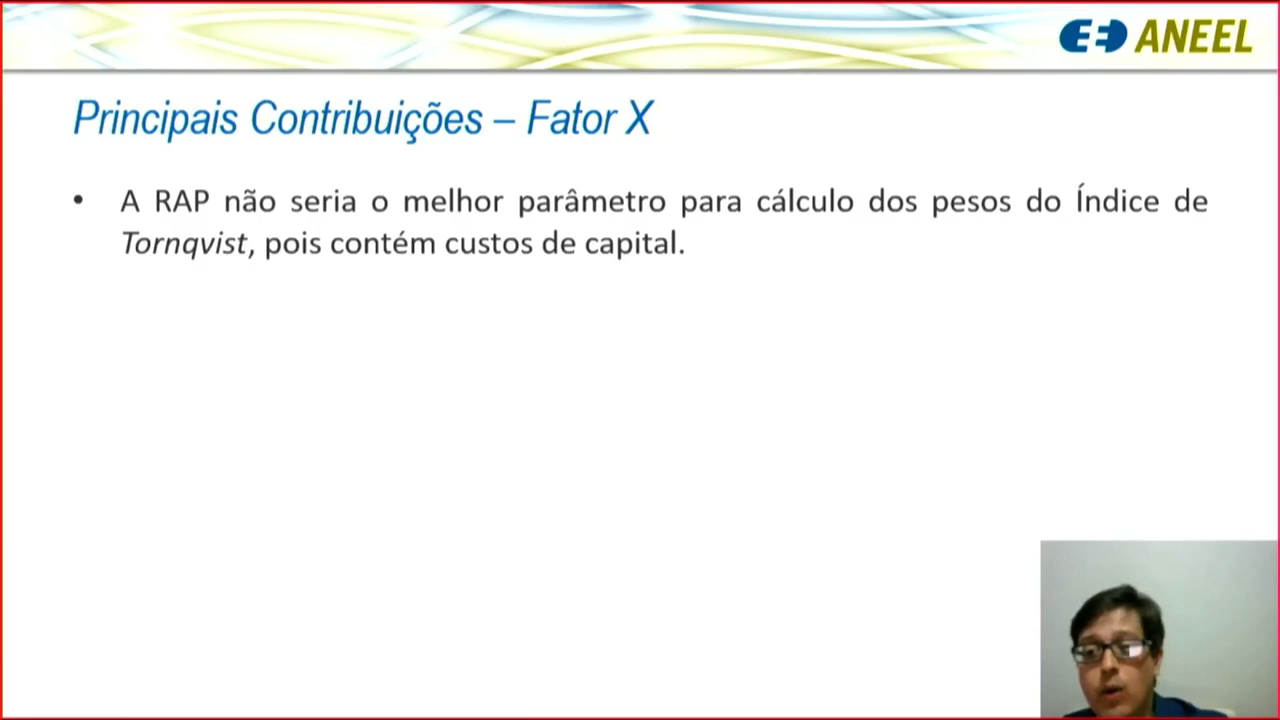 ANEEL
Principais Contribuições – Fator X
• A RAP não seria o melhor parâmetro para cálculo dos pesos do Índice de
Tornqvist, pois contém custos de capital.